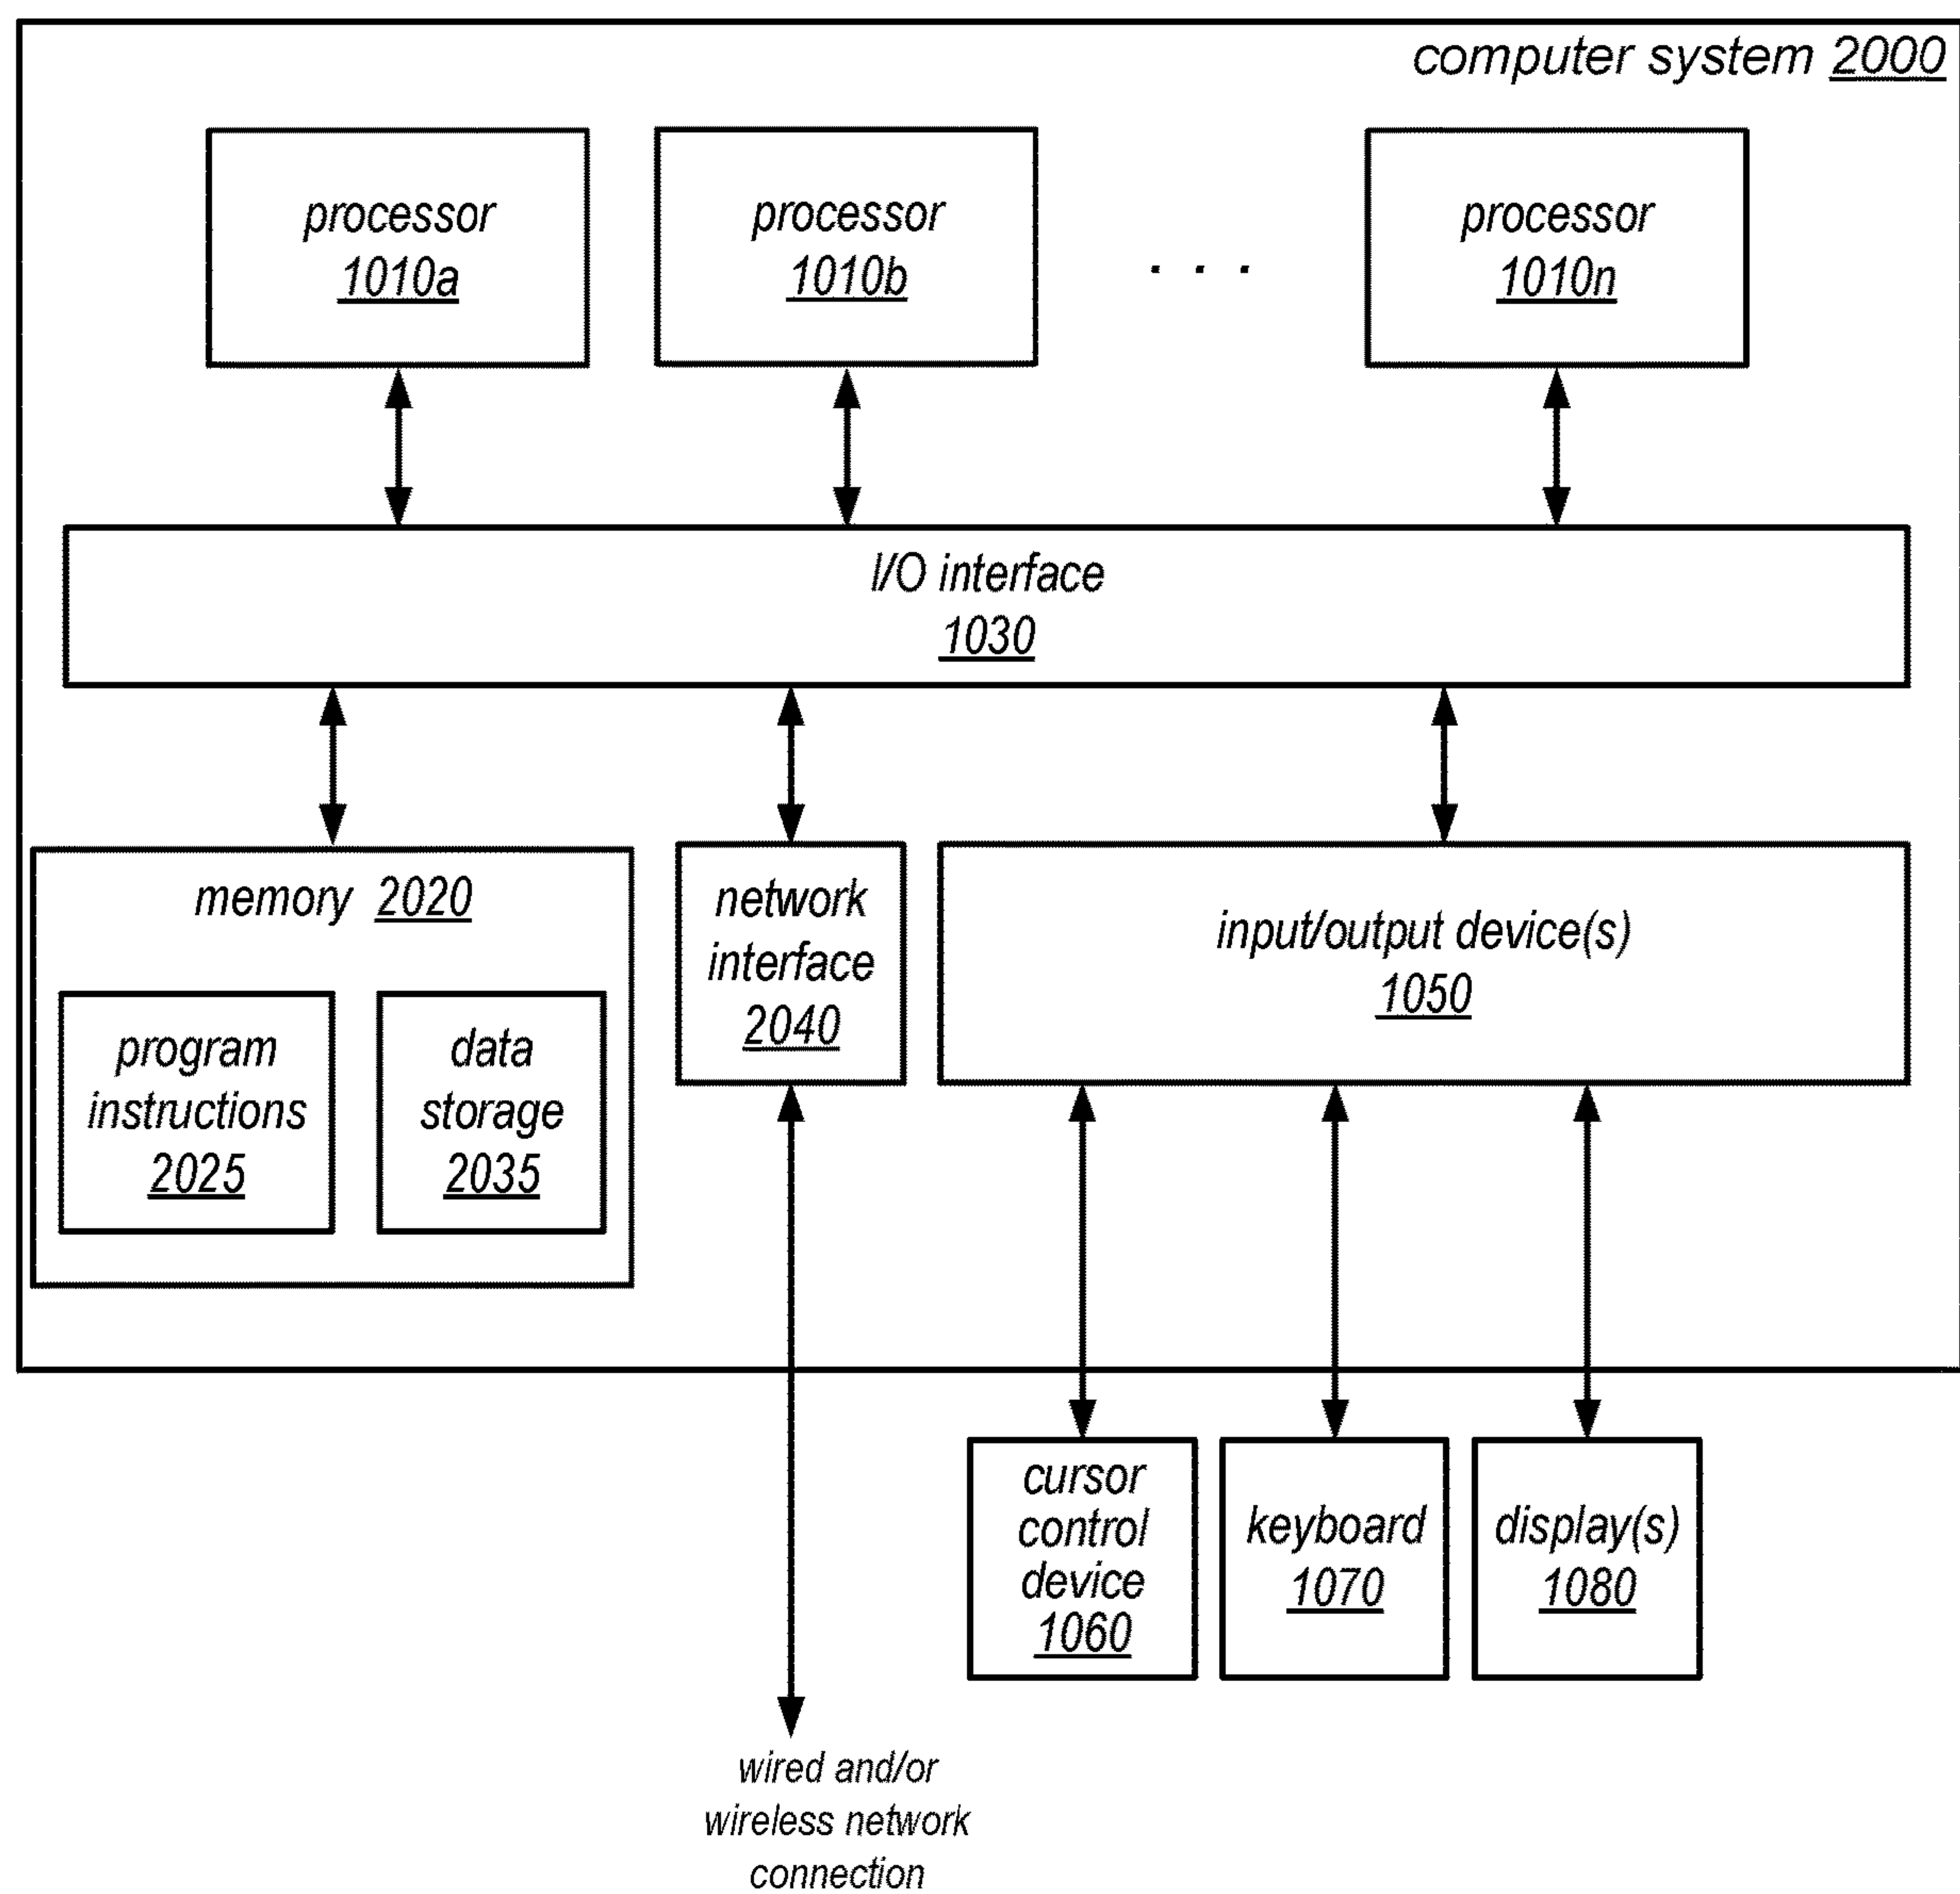 computer system 2000
processor
1010a
processor
1010b
. . .
processor
1010n
I/O interface
1030
memory 2020
program
instructions
2025
data
storage
2035
network
interface
2040
input/output device(s)
1050
cursor
control
device
1060
keyboard
1070
display(s)
1080
wired and/or
wireless network
connection